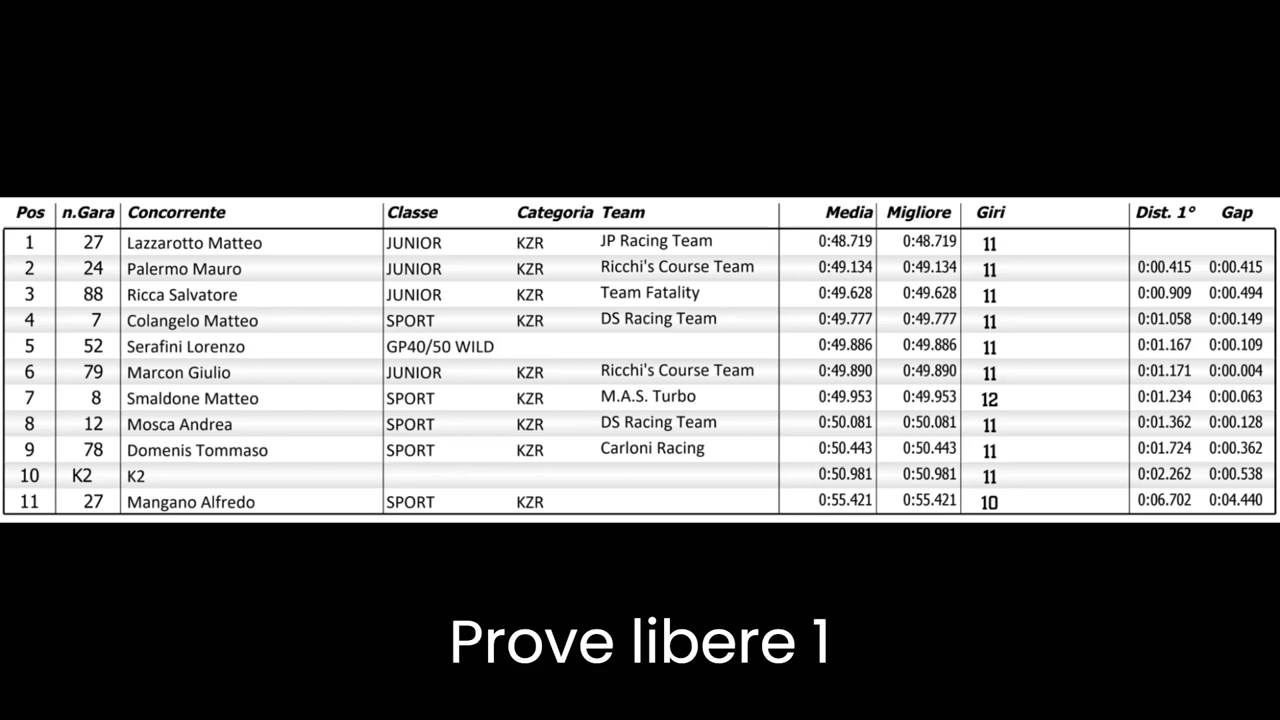 Pos n.Gara Concorrente Classe Categoria Team Media Migliore Giri Dist. 1° Gap
1 27 Lazzarotto Matteo JUNIOR KZR JP Racing Team 0:48.719 0:48.719 11
2 24 Palermo Mauro JUNIOR KZR Ricchi's Course Team 0:49.134 0:49.134 11 0:00.415 0:00.415
3 88 Ricca Salvatore JUNIOR KZR Team Fatality 0:49.628 0:49.628 11 0:00.909 0:00.494
4 7 Colangelo Matteo SPORT KZR DS Racing Team 0:49.777 0:49.777 11 0:01.058 0:00.149
5 52 Serafini Lorenzo GP40/50 WILD 0:49.886 0:49.886 11 0:01.167 0:00.109
6 79 Marcon Giulio JUNIOR KZR Ricchi's Course Team 0:49.890 0:49.890 11 0:01.171 0:00.004
7 8 Smaldone Matteo SPORT KZR M.A.S. Turbo 0:49.953 0:49.953 12 0:01.234 0:00.063
8 12 Mosca Andrea SPORT KZR DS Racing Team 0:50.081 0:50.081 11 0:01.362 0:00.128
9 78 Domenis Tommaso SPORT KZR Carloni Racing 0:50.443 0:50.443 11 0:01.724 0:00.362
10 K2 K2 0:50.981 0:50.981 11 0:02.262 0:00.538
11 27 Mangano Alfredo SPORT KZR 0:55.421 0:55.421 10 0:06.702 0:04.440
Prove libere 1